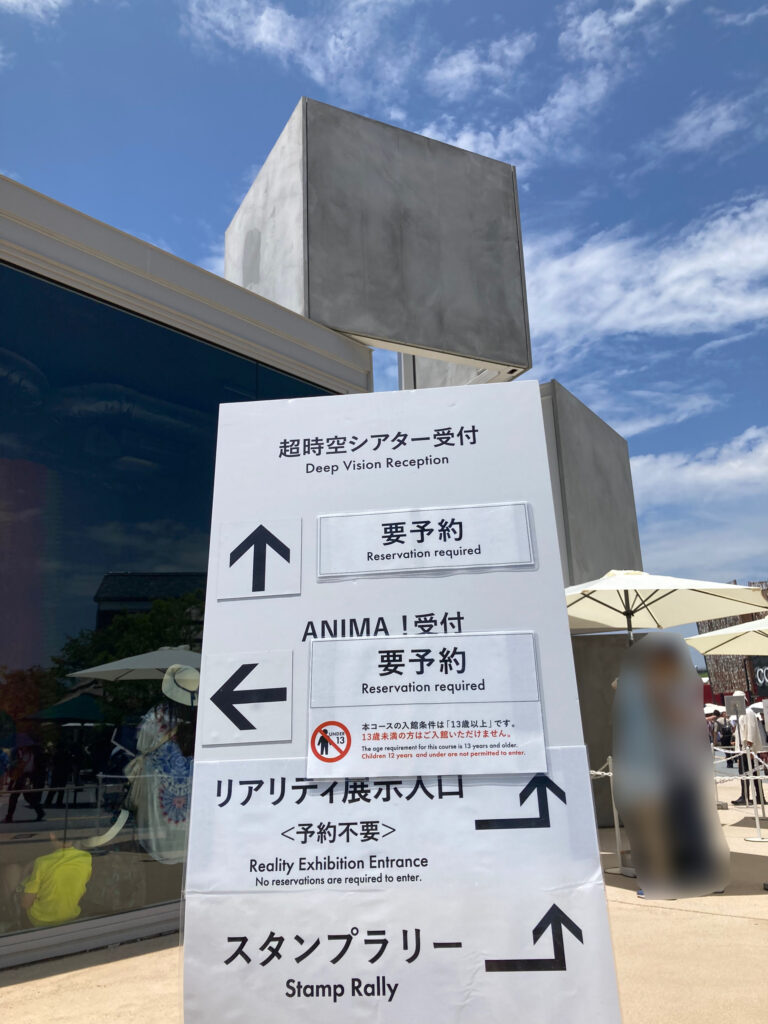 超時空シアター受付
Deep Vision Reception
要予約
Reservation required
ANIMA！受付
要予約
Reservation required
UNDER
13
本コースの入館条件は「13歳以上」です。
13歳未満の方はご入館いただけません。
The age requirement for this course is 13 years and older.
Children 12 years and under are not permitted to enter.
リアリティ展示入口
＜予約不要＞
Reality Exhibition Entrance
No reservations are required to enter.
スタンプラリー
Stamp Rally